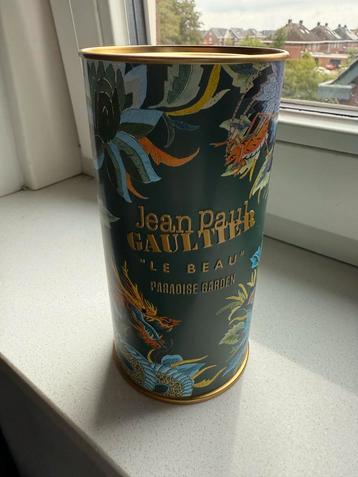 Jean Paul
GAULTIER
"LE BEAU"
PARADISE GARDEN